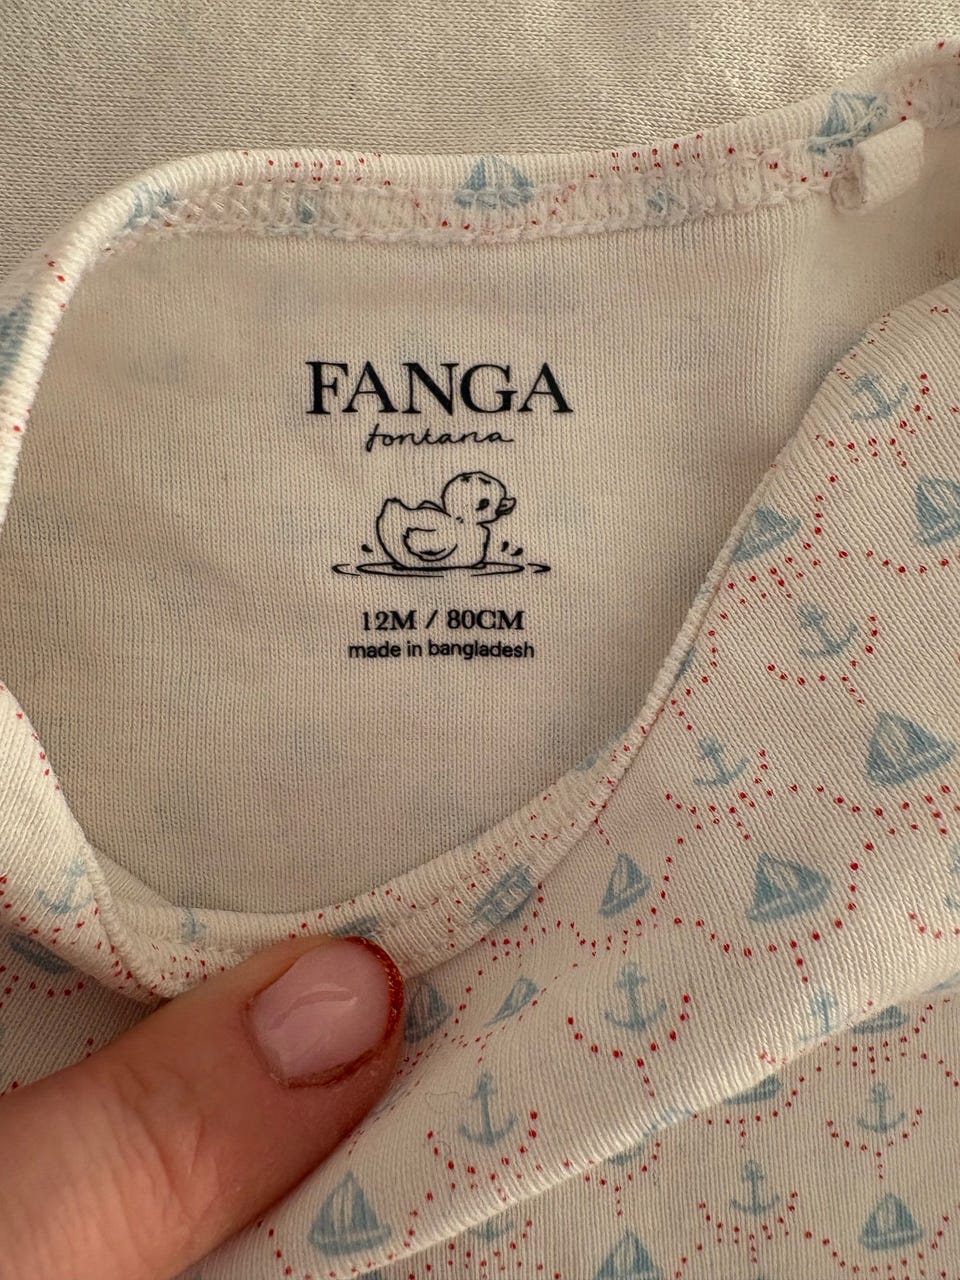 FANGA
fontana
12M / 80CM
made in bangladesh